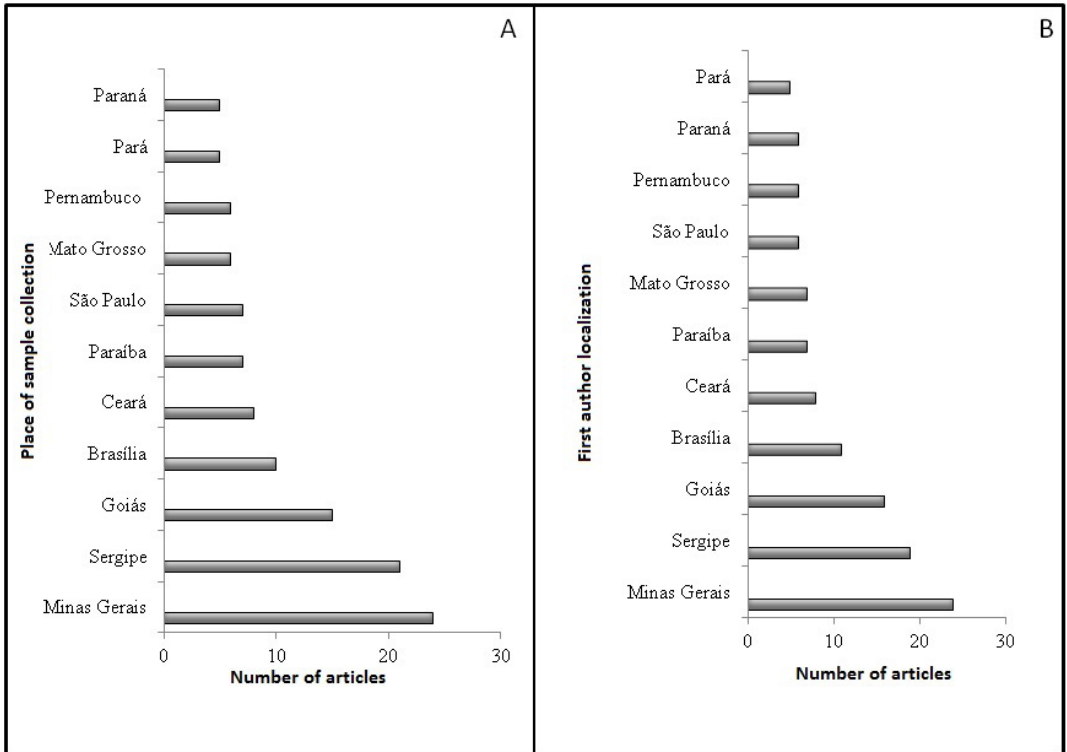 A
Place of sample collection
Paraná
Pará
Pernambuco
Mato Grosso
São Paulo
Paraíba
Ceará
Brasília
Goiás
Sergipe
Minas Gerais
0 10 20 30
Number of articles
B
First author localization
Pará
Paraná
Pernambuco
São Paulo
Mato Grosso
Paraíba
Ceará
Brasília
Goiás
Sergipe
Minas Gerais
0 10 20 30
Number of articles